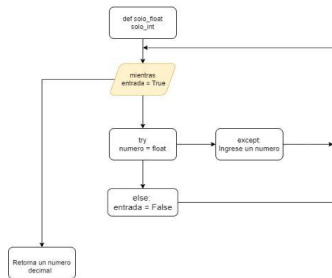 def solo_float
solo_int
mientras
entrada = True
try
numero = float
except:
Ingrese un numero
else:
entrada = False
Retorna un numero
decimal